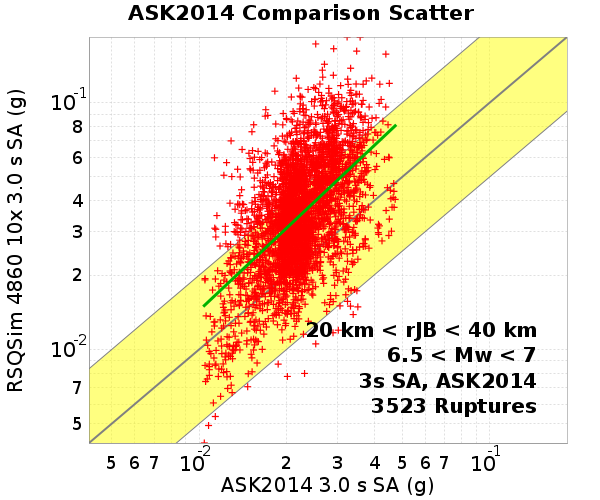 ASK2014 Comparison Scatter
RSQSim 4860 10x 3.0 s SA (g)
10-1
8
6
4
3
2
10-2
7
5
20 km < rJB < 40 km
6.5 < Mw < 7
3s SA, ASK2014
3523 Ruptures
5 6 7 10-2 2 3 4 5 6 7 10-1
ASK2014 3.0 s SA (g)